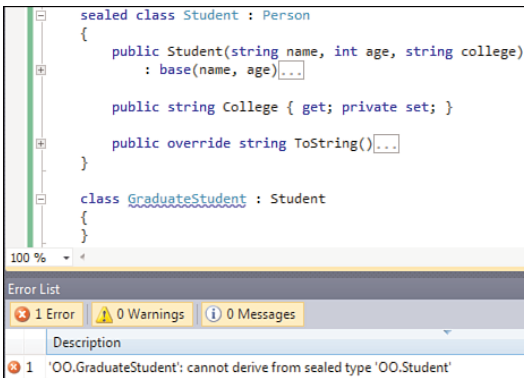 sealed class Student : Person
{
public Student(string name, int age, string college)
: base(name, age)...
public string College { get; private set; }
public override string ToString()...
}
class GraduateStudent : Student
{
}
100 %
Error List
1 Error 0 Warnings 0 Messages
Description
1 'OO.GraduateStudent': cannot derive from sealed type 'OO.Student'